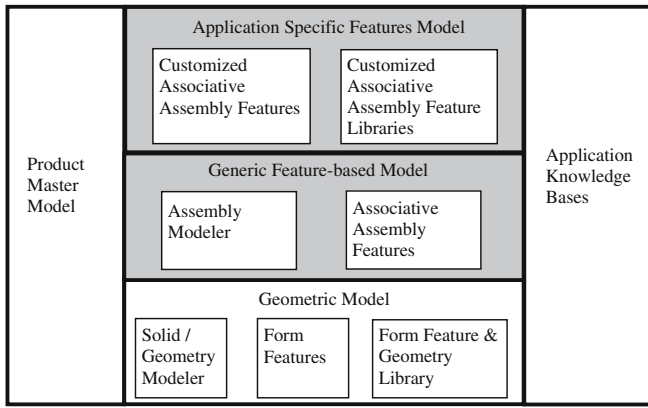 Product
Master
Model
Application Specific Features Model
Customized
Associative
Assembly Features
Customized
Associative
Assembly Feature
Libraries
Generic Feature-based Model
Assembly
Modeler
Associative
Assembly
Features
Geometric Model
Solid /
Geometry
Modeler
Form
Features
Form Feature &
Geometry
Library
Application
Knowledge
Bases